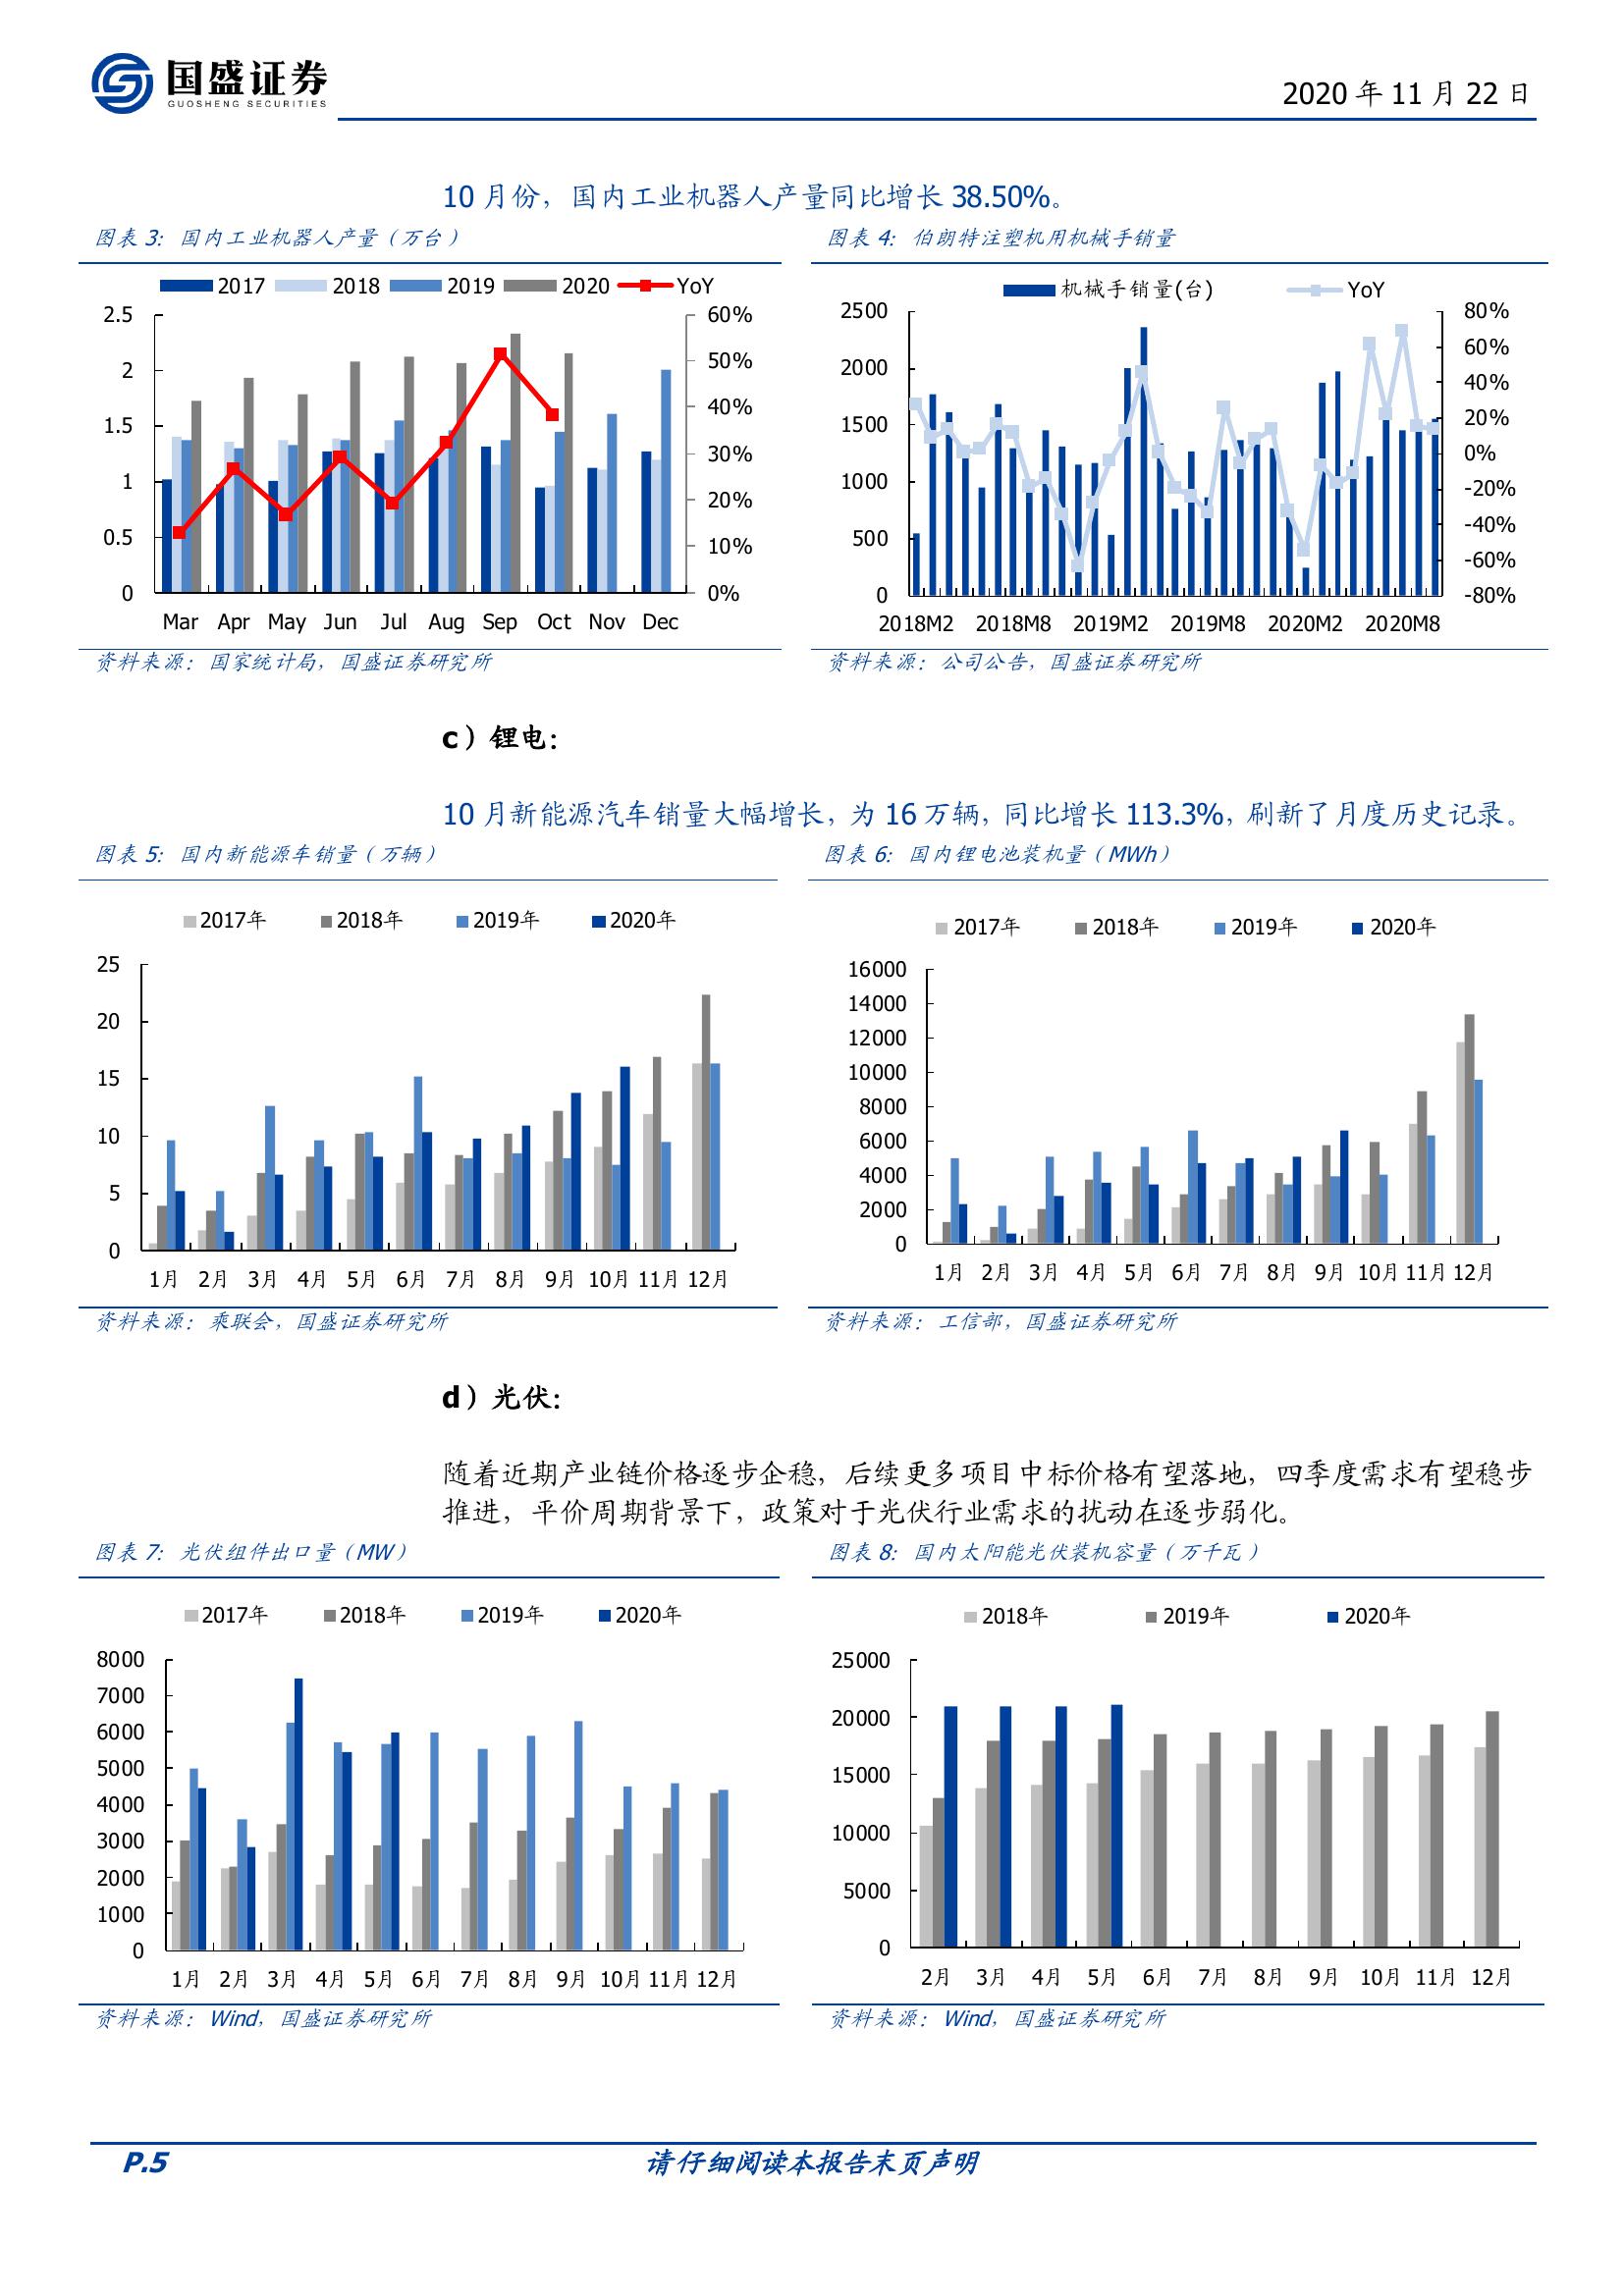 国盛证券
GUOSHENG SECURITIES
2020 年 11 月 22 日
10 月份，国内工业机器人产量同比增长 38.50%。
图表 3：国内工业机器人产量（万台）
2017 2018 2019 2020 YoY
2.5
2
1.5
1
0.5
0
60%
50%
40%
30%
20%
10%
0%
Mar Apr May Jun Jul Aug Sep Oct Nov Dec
资料来源：国家统计局，国盛证券研究所
图表 4：伯朗特注塑机用机械手销量
机械手销量(台) YoY
2500
2000
1500
1000
500
0
80%
60%
40%
20%
0%
-20%
-40%
-60%
-80%
2018M2 2018M8 2019M2 2019M8 2020M2 2020M8
资料来源：公司公告，国盛证券研究所
c）锂电：
10 月新能源汽车销量大幅增长，为 16 万辆，同比增长 113.3%，刷新了月度历史记录。
图表 5：国内新能源车销量（万辆）
2017年 2018年 2019年 2020年
25
20
15
10
5
0
1月 2月 3月 4月 5月 6月 7月 8月 9月 10月 11月 12月
资料来源：乘联会，国盛证券研究所
图表 6：国内锂电池装机量（MWh）
2017年 2018年 2019年 2020年
16000
14000
12000
10000
8000
6000
4000
2000
0
1月 2月 3月 4月 5月 6月 7月 8月 9月 10月 11月 12月
资料来源：工信部，国盛证券研究所
d）光伏：
随着近期产业链价格逐步企稳，后续更多项目中标价格有望落地，四季度需求有望稳步
推进，平价周期背景下，政策对于光伏行业需求的扰动在逐步弱化。
图表 7：光伏组件出口量（MW）
2017年 2018年 2019年 2020年
8000
7000
6000
5000
4000
3000
2000
1000
0
1月 2月 3月 4月 5月 6月 7月 8月 9月 10月 11月 12月
资料来源：Wind，国盛证券研究所
图表 8：国内太阳能光伏装机容量（万千瓦）
2018年 2019年 2020年
25000
20000
15000
10000
5000
0
2月 3月 4月 5月 6月 7月 8月 9月 10月 11月 12月
资料来源：Wind，国盛证券研究所
P.5
请仔细阅读本报告末页声明